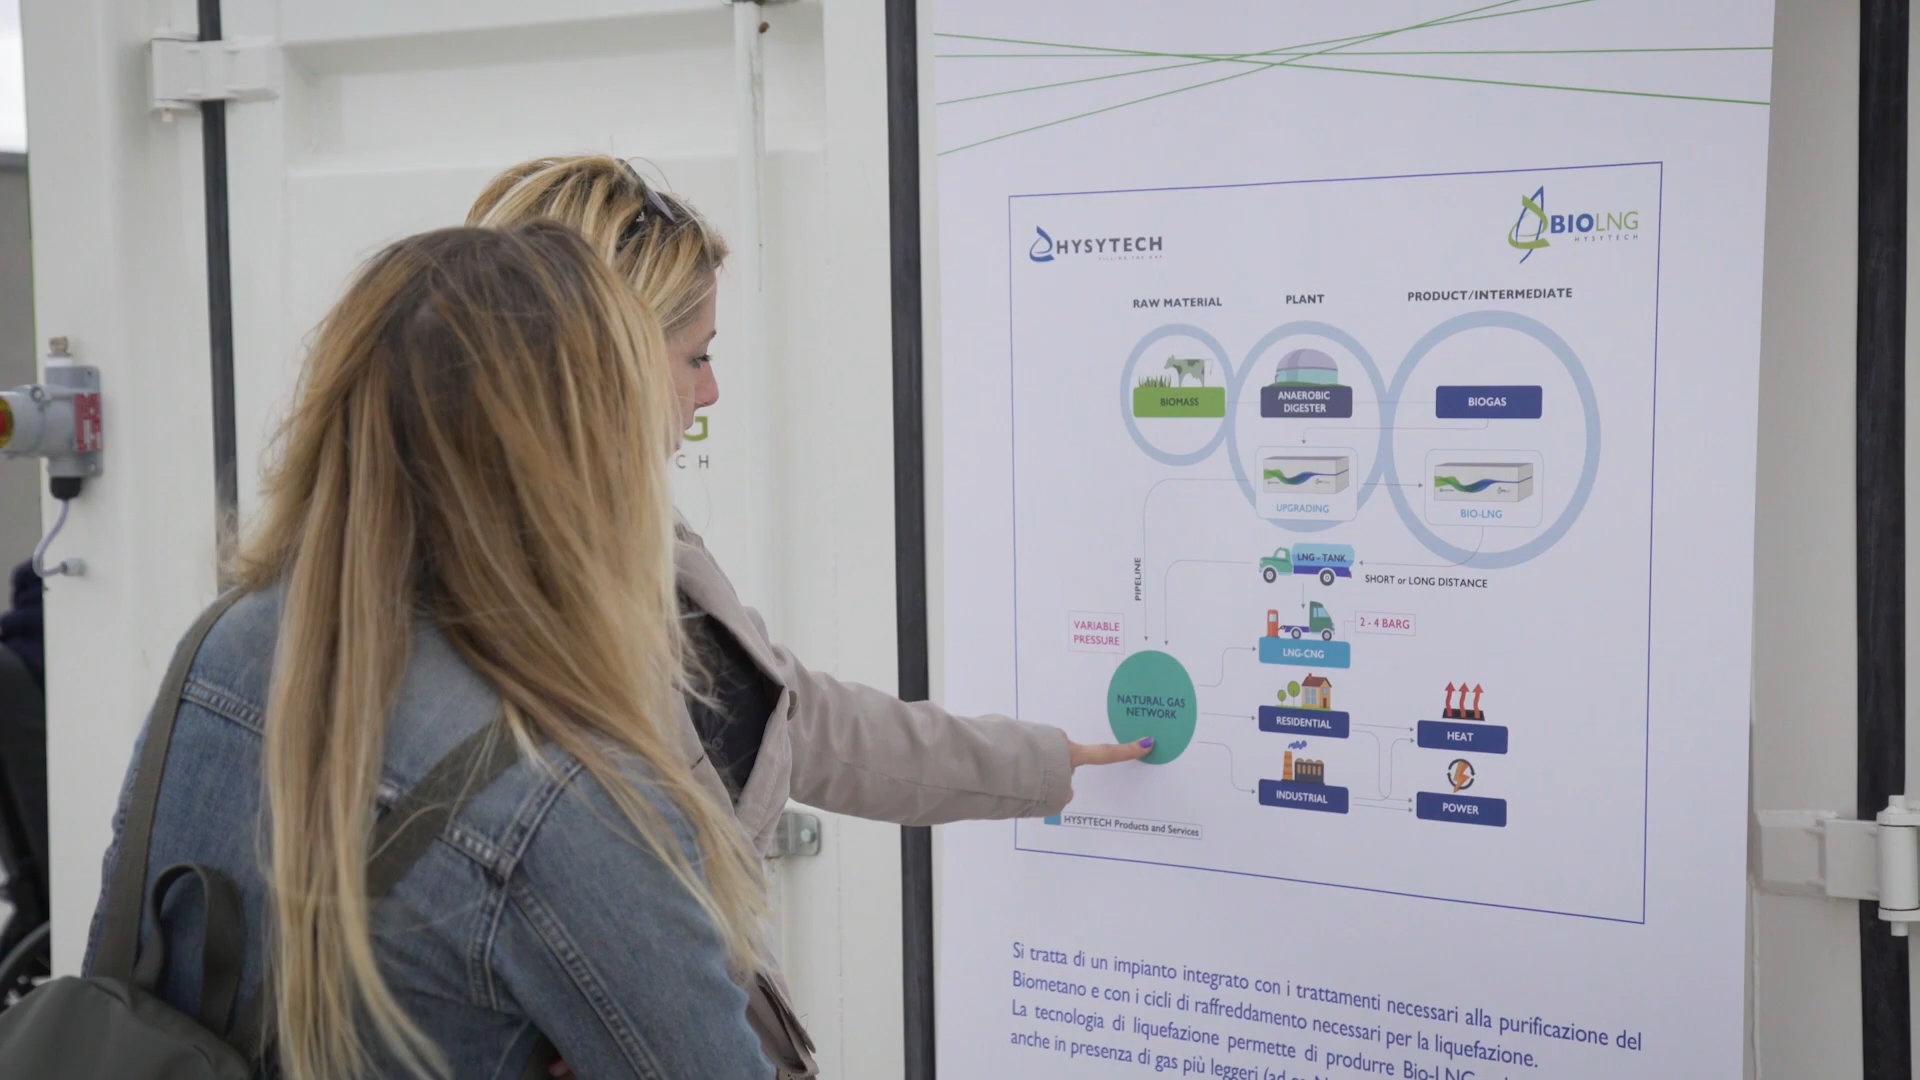 HYSYTECH
BIOLNG
HYSYTECH
RAW MATERIAL
PLANT
PRODUCT/INTERMEDIATE
BIOMASS
ANAEROBIC
DIGESTER
BIOGAS
UPGRADING
BIO-LNG
PIPELINE
LNG - TANK
SHORT or LONG DISTANCE
VARIABLE
PRESSURE
2 - 4 BARG
LNG-CNG
NATURAL GAS
NETWORK
RESIDENTIAL
HEAT
INDUSTRIAL
POWER
HYSYTECH Products and Services
Si tratta di un impianto integrato con i trattamenti necessari alla purificazione del
Biometano e con i cicli di raffreddamento necessari per la liquefazione.
La tecnologia di liquefazione permette di produrre Bio-LNG
anche in presenza di gas più leggeri
G
CH